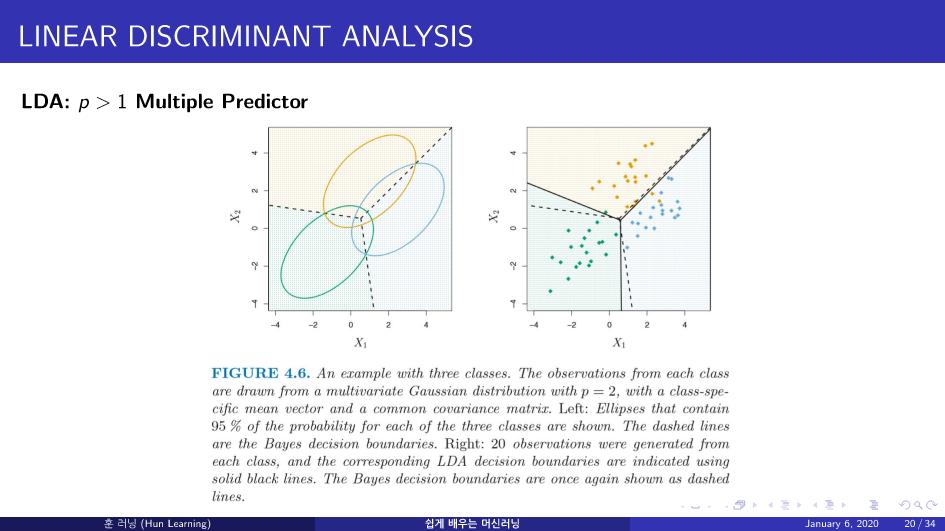 LINEAR DISCRIMINANT ANALYSIS
LDA: p > 1 Multiple Predictor
4
2
0
−2
−4
X₂
−4 −2 0 2 4
X₁
4
2
0
−2
−4
X₂
−4 −2 0 2 4
X₁
FIGURE 4.6. An example with three classes. The observations from each class
are drawn from a multivariate Gaussian distribution with p = 2, with a class-spe-
cific mean vector and a common covariance matrix. Left: Ellipses that contain
95 % of the probability for each of the three classes are shown. The dashed lines
are the Bayes decision boundaries. Right: 20 observations were generated from
each class, and the corresponding LDA decision boundaries are indicated using
solid black lines. The Bayes decision boundaries are once again shown as dashed
lines.
훈 러닝 (Hun Learning) 쉽게 배우는 머신러닝 January 6, 2020 20 / 34